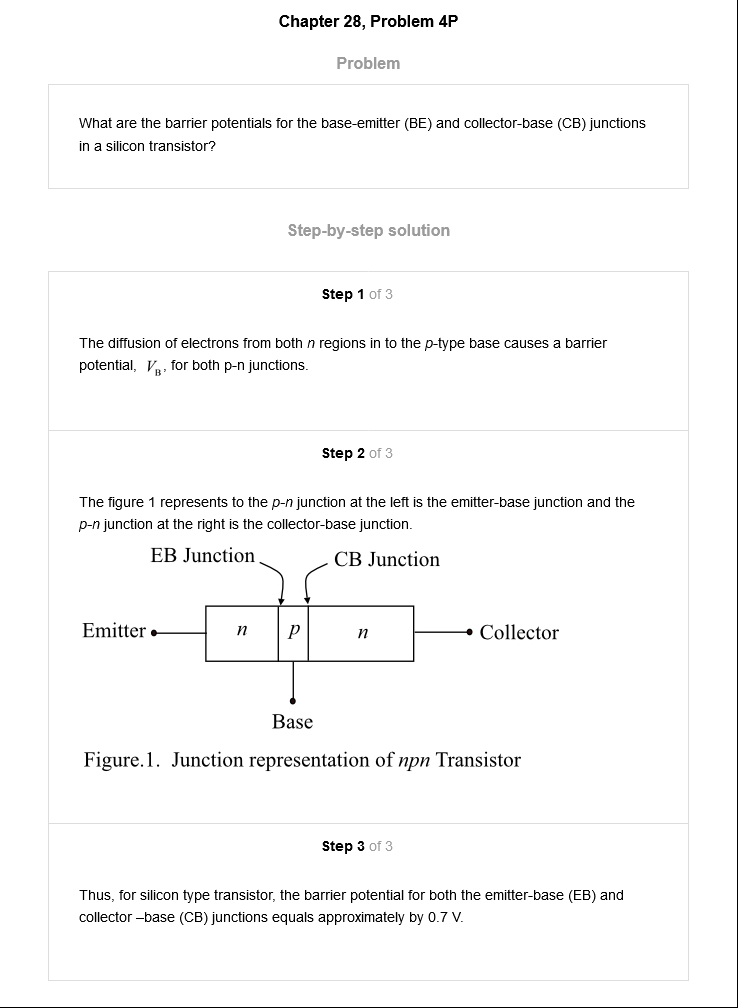 Chapter 28, Problem 4P
Problem
What are the barrier potentials for the base-emitter (BE) and collector-base (CB) junctions
in a silicon transistor?
Step-by-step solution
Step 1 of 3
The diffusion of electrons from both n regions in to the p-type base causes a barrier
potential, V_B, for both p-n junctions.
Step 2 of 3
The figure 1 represents to the p-n junction at the left is the emitter-base junction and the
p-n junction at the right is the collector-base junction.
EB Junction
CB Junction
Emitter
n
p
n
Collector
Base
Figure.1. Junction representation of npn Transistor
Step 3 of 3
Thus, for silicon type transistor, the barrier potential for both the emitter-base (EB) and
collector –base (CB) junctions equals approximately by 0.7 V.